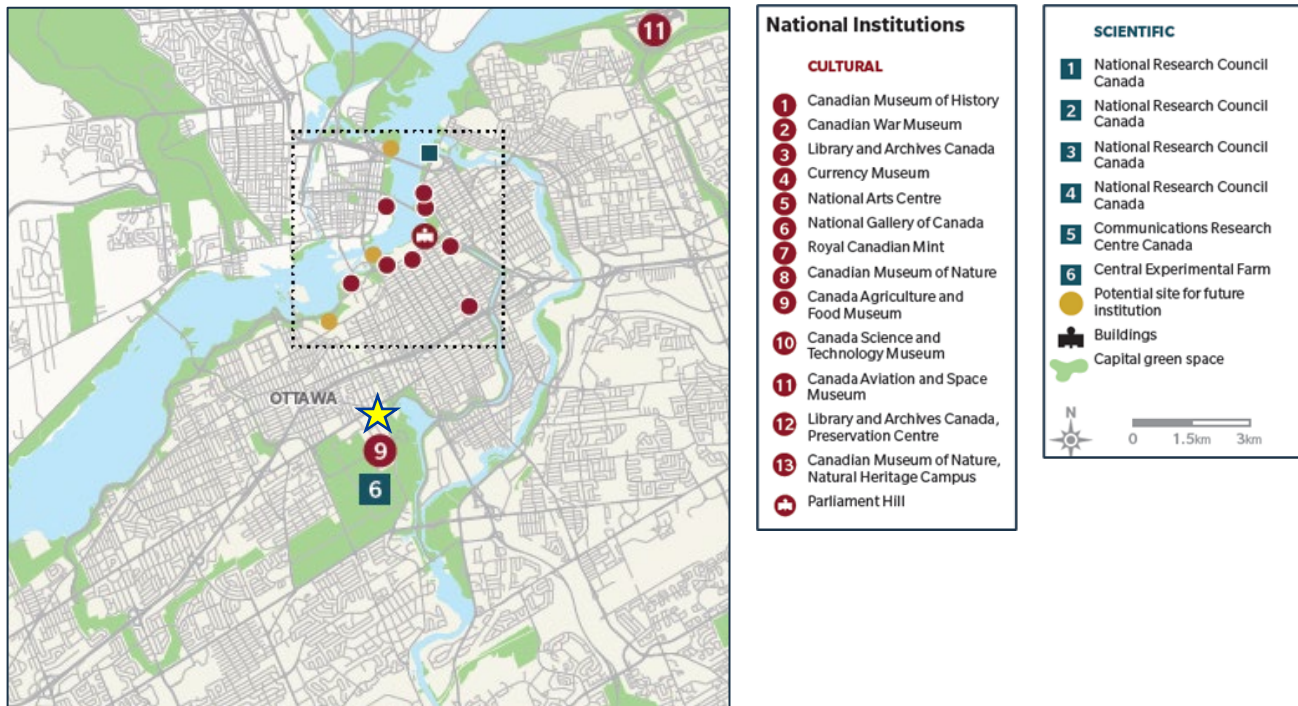 11
OTTAWA
9
6
National Institutions
CULTURAL
1 Canadian Museum of History
2 Canadian War Museum
3 Library and Archives Canada
4 Currency Museum
5 National Arts Centre
6 National Gallery of Canada
7 Royal Canadian Mint
8 Canadian Museum of Nature
9 Canada Agriculture and
Food Museum
10 Canada Science and
Technology Museum
11 Canada Aviation and Space
Museum
12 Library and Archives Canada,
Preservation Centre
13 Canadian Museum of Nature,
Natural Heritage Campus
Parliament Hill
SCIENTIFIC
1 National Research Council
Canada
2 National Research Council
Canada
3 National Research Council
Canada
4 National Research Council
Canada
5 Communications Research
Centre Canada
6 Central Experimental Farm
Potential site for future
institution
Buildings
Capital green space
N
0 1.5km 3km